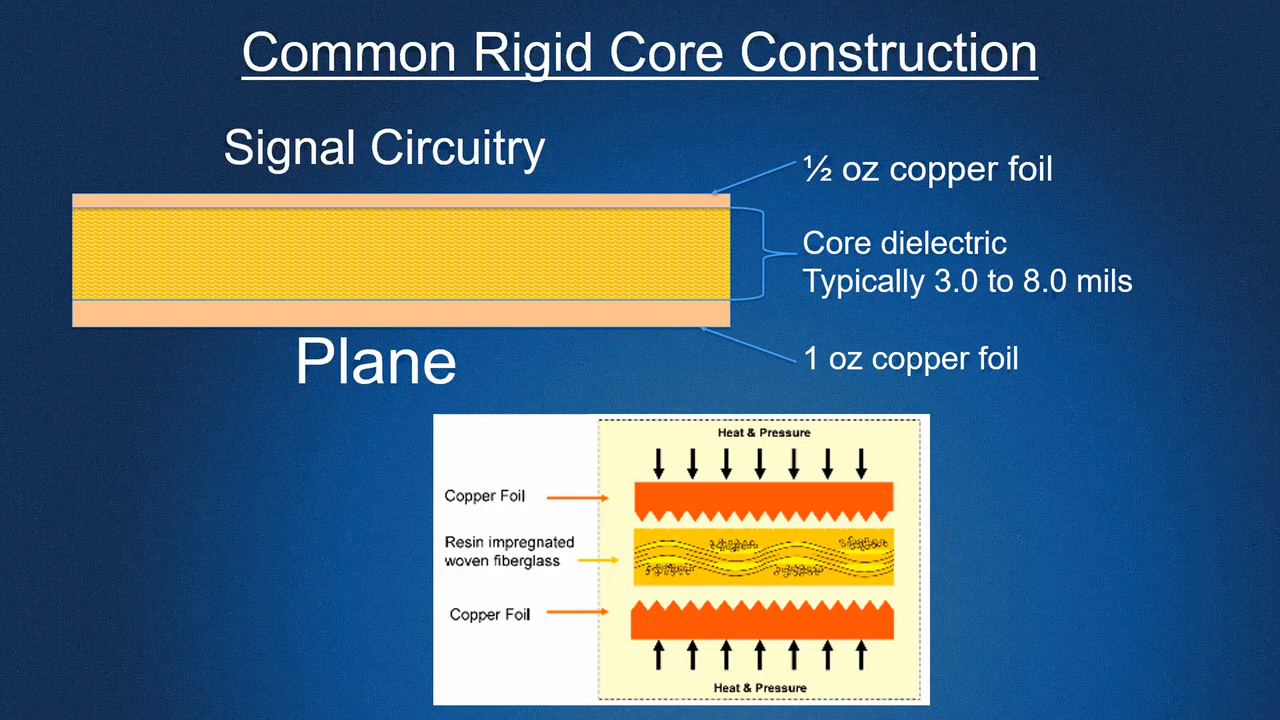 Common Rigid Core Construction
Signal Circuitry
½ oz copper foil
Core dielectric
Typically 3.0 to 8.0 mils
1 oz copper foil
Plane
Heat & Pressure
Copper Foil
Resin impregnated
woven fiberglass
Copper Foil
Heat & Pressure